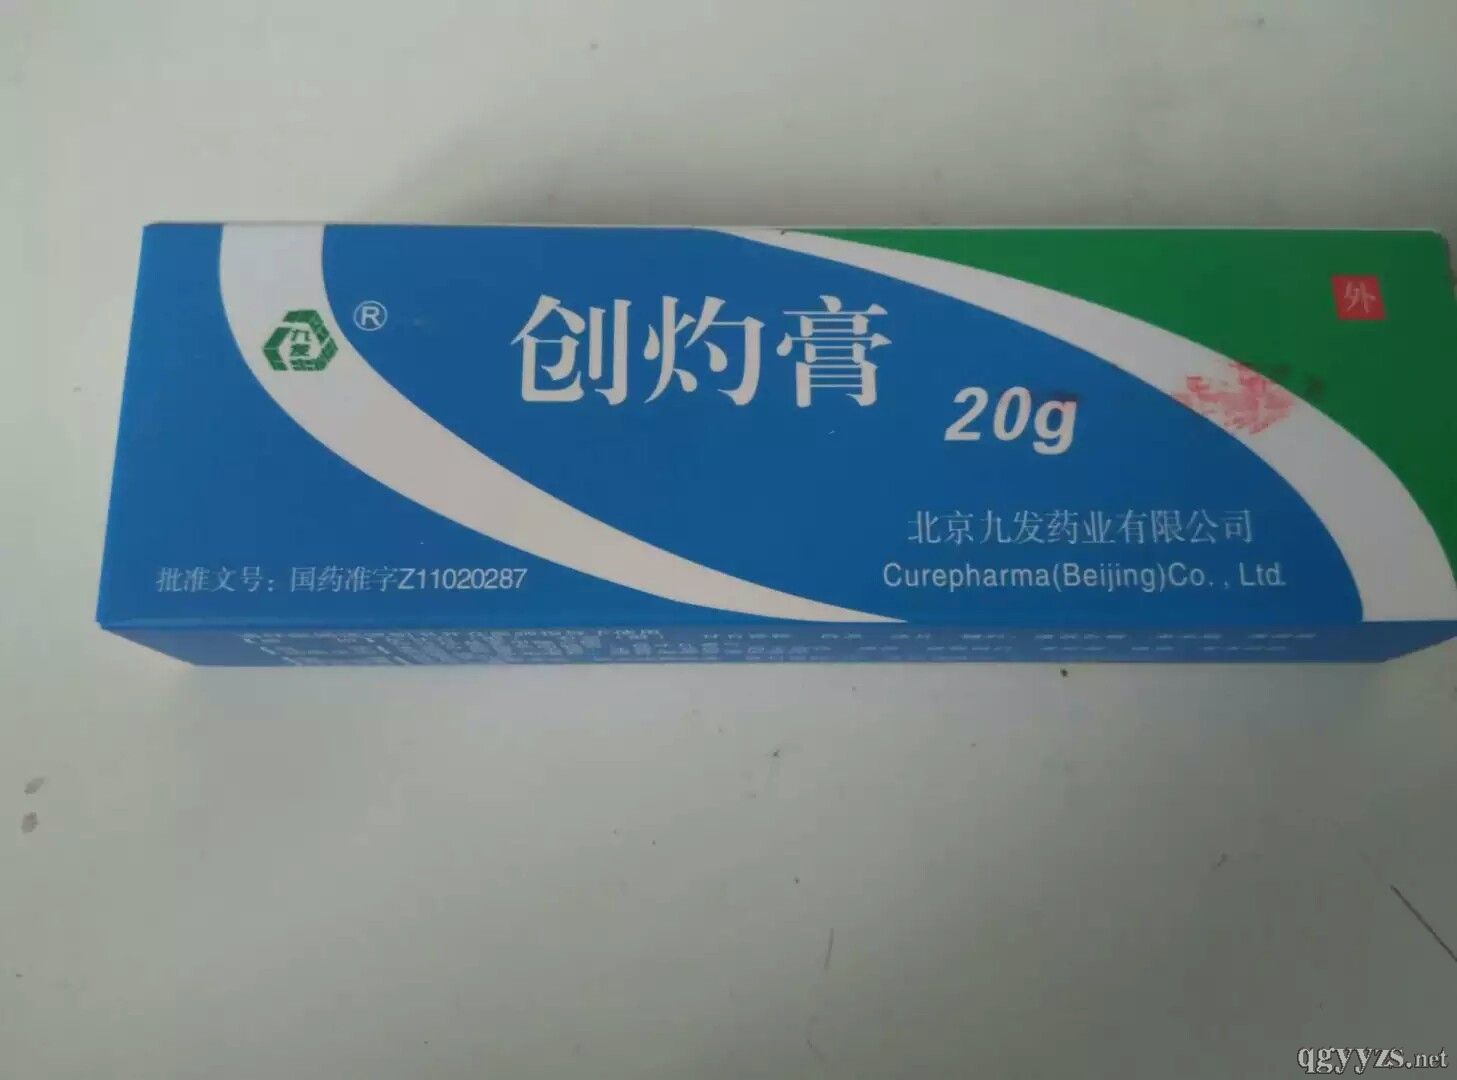 九发
®
创灼膏
外
20g
北京九发药业有限公司
Curepharma(Beijing)Co., Ltd.
批准文号：国药准字Z11020287
qgyyzs.net